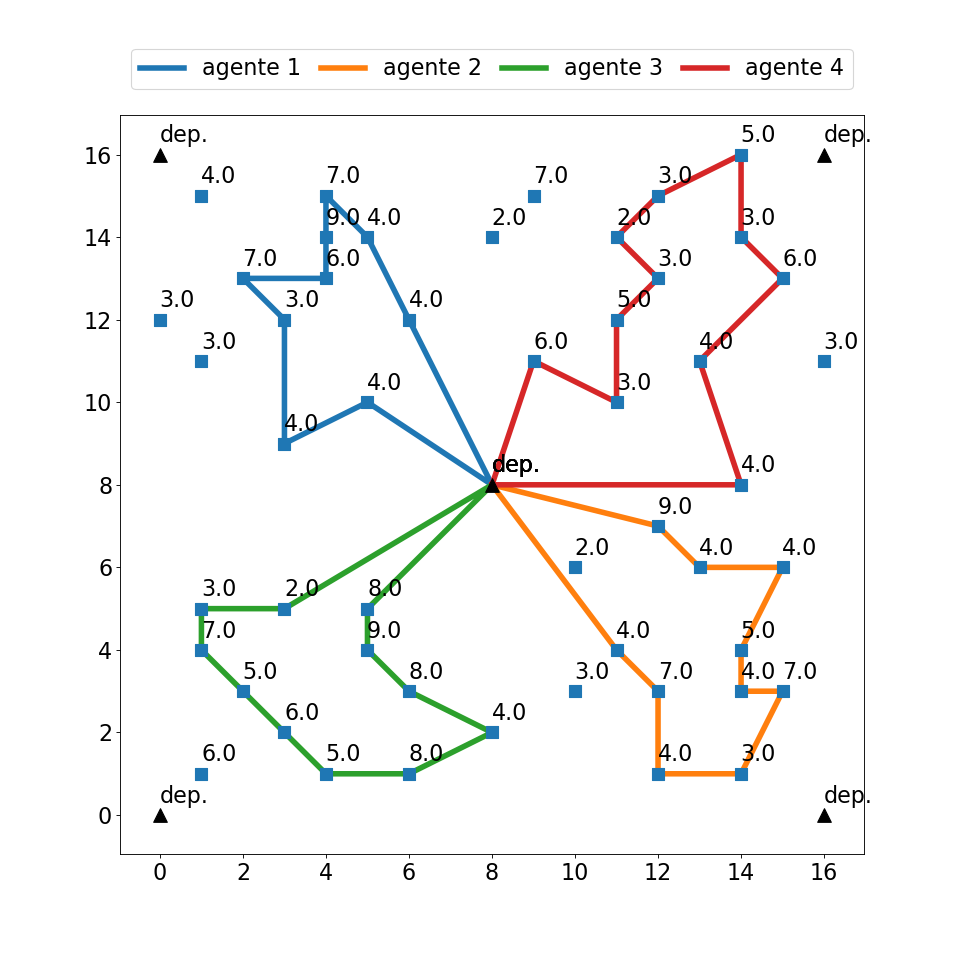 agente 1 agente 2 agente 3 agente 4
dep. 5.0 dep.
16
4.0 7.0 7.0 3.0
9.0 4.0 2.0 2.0 3.0
14
7.0 6.0 3.0 6.0
3.0 3.0 4.0 5.0
12
3.0 6.0 4.0 3.0
4.0 3.0
10
4.0
dep. 4.0
8
9.0
2.0 4.0 4.0
6
3.0 2.0 8.0
7.0 9.0 4.0 5.0
4
5.0 8.0 3.0 7.0 4.0 7.0
6.0 4.0
2
6.0 5.0 8.0 4.0 3.0
dep. dep.
0
0 2 4 6 8 10 12 14 16